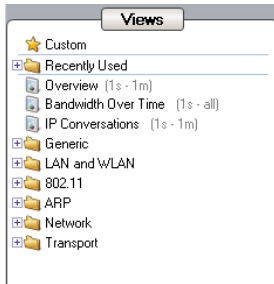 Views
Custom
Recently Used
Overview (1s - 1m)
Bandwidth Over Time (1s - all)
IP Conversations (1s - 1m)
Generic
LAN and WLAN
802.11
ARP
Network
Transport